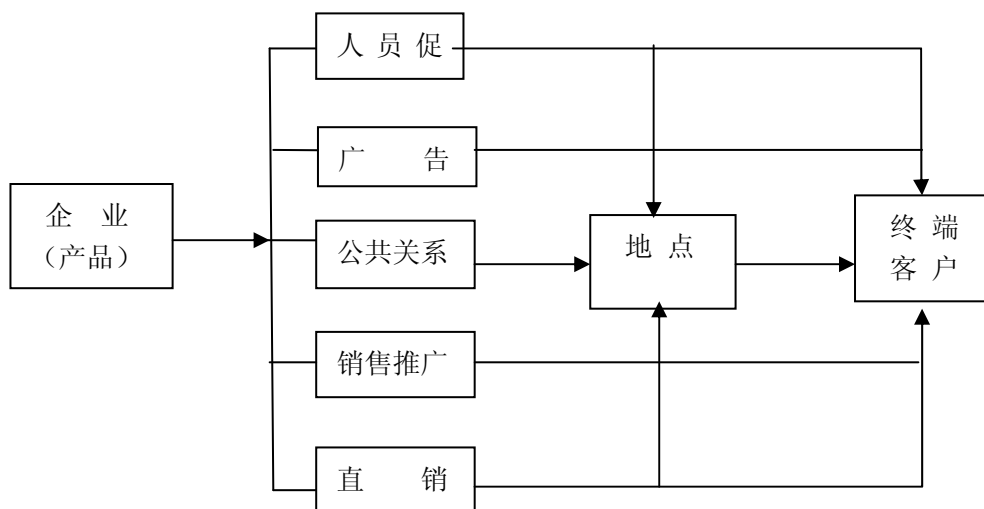 人 员 促
广 告
企 业
（产品）
公共关系
地 点
终 端
客 户
销售推广
直 销